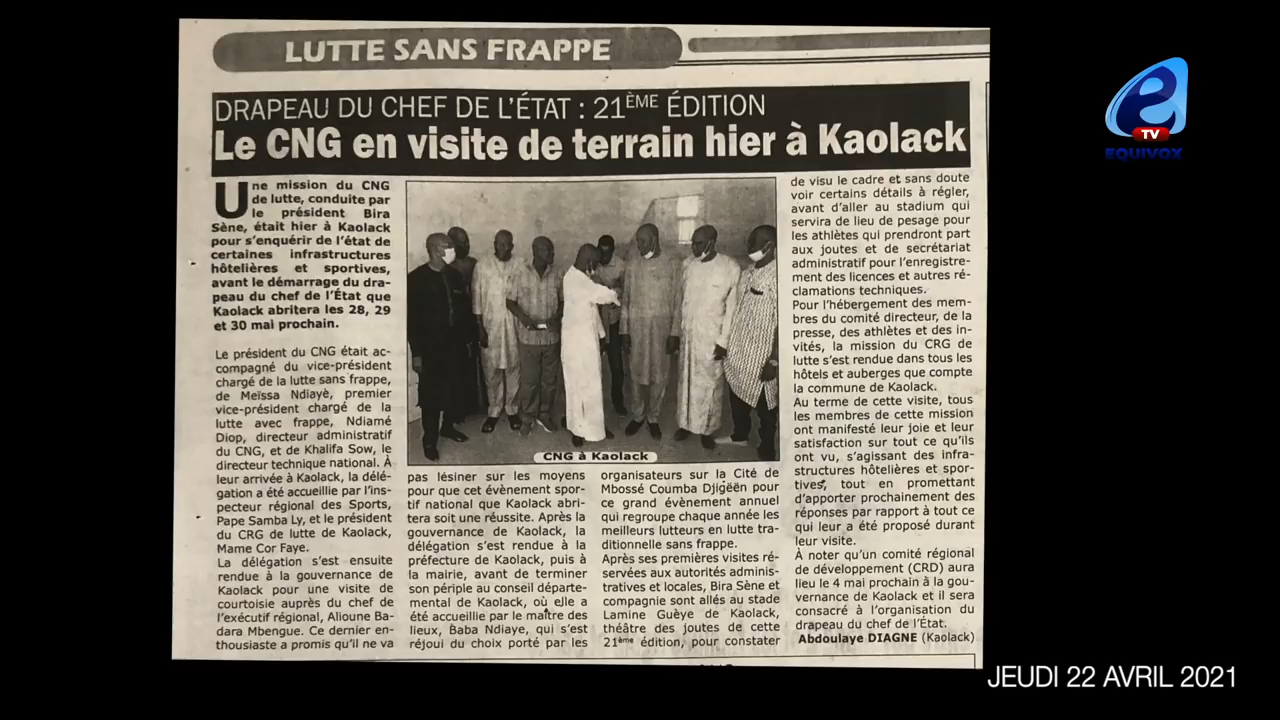 LUTTE SANS FRAPPE
DRAPEAU DU CHEF DE L'ÉTAT : 21ÈME ÉDITION
Le CNG en visite de terrain hier à Kaolack
Une mission du CNG
de lutte, conduite par
le président Bira
Sène, était hier à Kaolack
pour s'enquérir de l'état de
certaines infrastructures
hôtelières et sportives,
avant le démarrage du dra-
peau du chef de l'État que
Kaolack abritera les 28, 29
et 30 mai prochain.
Le président du CNG était ac-
compagné du vice-président
chargé de la lutte sans frappe,
de Meïssa Ndiayè, premier
vice-président chargé de la
lutte avec frappe, Ndiamé
Diop, directeur administratif
du CNG, et de Khalifa Sow, le
directeur technique national. À
leur arrivée à Kaolack, la délé-
gation a été accueillie par l'ins-
pecteur régional des Sports,
Pape Samba Ly, et le président
du CRG de lutte de Kaolack,
Mame Cor Faye.
La délégation s'est ensuite
rendue à la gouvernance de
Kaolack pour une visite de
courtoisie auprès du chef de
l'exécutif régional, Alioune Ba-
dara Mbengue. Ce dernier en-
thousiaste a promis qu'il ne va
CNG à Kaolack
pas lésiner sur les moyens
pour que cet évènement spor-
tif national que Kaolack abri-
tera soit une réussite. Après la
gouvernance de Kaolack, la
délégation s'est rendue à la
préfecture de Kaolack, puis à
la mairie, avant de terminer
son périple au conseil départe-
mental de Kaolack, où elle a
été accueillie par le maître des
lieux, Baba Ndiaye, qui s'est
réjoui du choix porté par les
organisateurs sur la Cité de
Mbossé Coumba Djigëën pour
ce grand évènement annuel
qui regroupe chaque année les
meilleurs lutteurs en lutte tra-
ditionnelle sans frappe.
Après ses premières visites ré-
servées aux autorités adminis-
tratives et locales, Bira Sène et
compagnie sont allés au stade
Lamine Guèye de Kaolack,
théâtre des joutes de cette
21ème édition, pour constater
de visu le cadre et sans doute
voir certains détails à régler,
avant d'aller au stadium qui
servira de lieu de pesage pour
les athlètes qui prendront part
aux joutes et de secrétariat
administratif pour l'enregistre-
ment des licences et autres ré-
clamations techniques.
Pour l'hébergement des mem-
bres du comité directeur, de la
presse, des athlètes et des in-
vités, la mission du CRG de
lutte s'est rendue dans tous les
hôtels et auberges que compte
la commune de Kaolack.
Au terme de cette visite, tous
les membres de cette mission
ont manifesté leur joie et leur
satisfaction sur tout ce qu'ils
ont vu, s'agissant des infra-
structures hôtelières et spor-
tives, tout en promettant
d'apporter prochainement des
réponses par rapport à tout ce
qui leur a été proposé durant
leur visite.
À noter qu'un comité régional
de développement (CRD) aura
lieu le 4 mai prochain à la gou-
vernance de Kaolack et il sera
consacré à l'organisation du
drapeau du chef de l'État.
Abdoulaye DIAGNE (Kaolack)
e
TV
EQUIVOX
JEUDI 22 AVRIL 2021